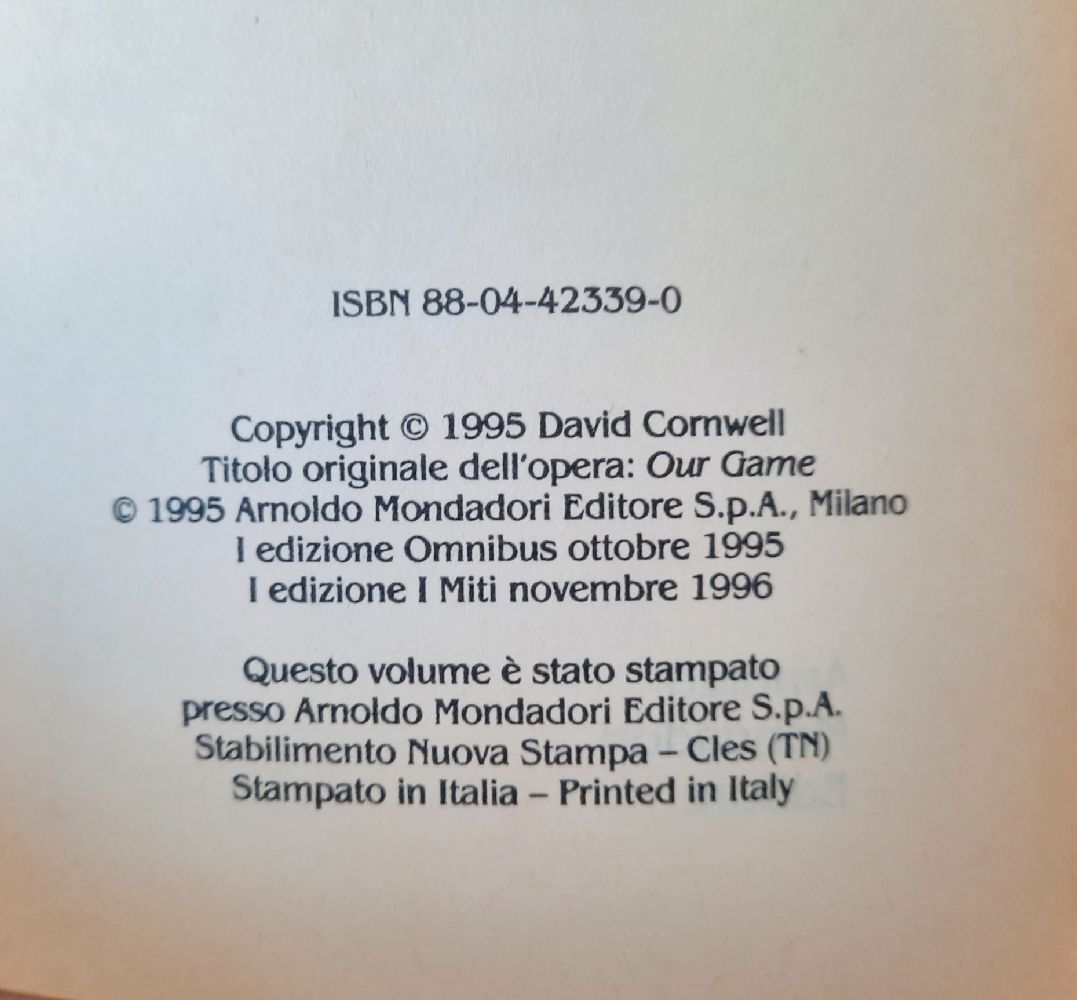 ISBN 88-04-42339-0
Copyright © 1995 David Cornwell
Titolo originale dell'opera: Our Game
© 1995 Arnoldo Mondadori Editore S.p.A., Milano
I edizione Omnibus ottobre 1995
I edizione I Miti novembre 1996
Questo volume è stato stampato
presso Arnoldo Mondadori Editore S.p.A.
Stabilimento Nuova Stampa – Cles (TN)
Stampato in Italia – Printed in Italy